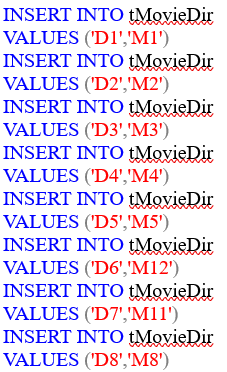 INSERT INTO tMovieDir
VALUES ('D1','M1')
INSERT INTO tMovieDir
VALUES ('D2','M2')
INSERT INTO tMovieDir
VALUES ('D3','M3')
INSERT INTO tMovieDir
VALUES ('D4','M4')
INSERT INTO tMovieDir
VALUES ('D5','M5')
INSERT INTO tMovieDir
VALUES ('D6','M12')
INSERT INTO tMovieDir
VALUES ('D7','M11')
INSERT INTO tMovieDir
VALUES ('D8','M8')